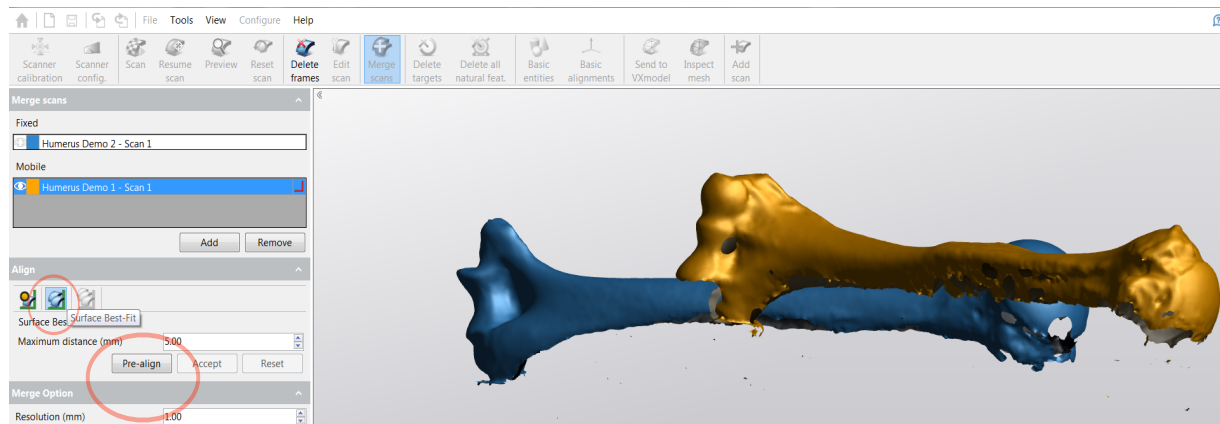 File Tools View Configure Help
Scanner calibration
Scanner config.
Scan
Resume scan
Preview
Reset scan
Delete frames
Edit scan
Merge scans
Delete targets
Delete all natural feat.
Basic entities
Basic alignments
Send to VXmodel
Inspect mesh
Add scan
Merge scans
Fixed
Humerus Demo 2 - Scan 1
Mobile
Humerus Demo 1 - Scan 1
Add Remove
Align
Surface Bes
Surface Best-Fit
Maximum distance (mm) 5.00
Pre-align Accept Reset
Merge Option
Resolution (mm) 1.00